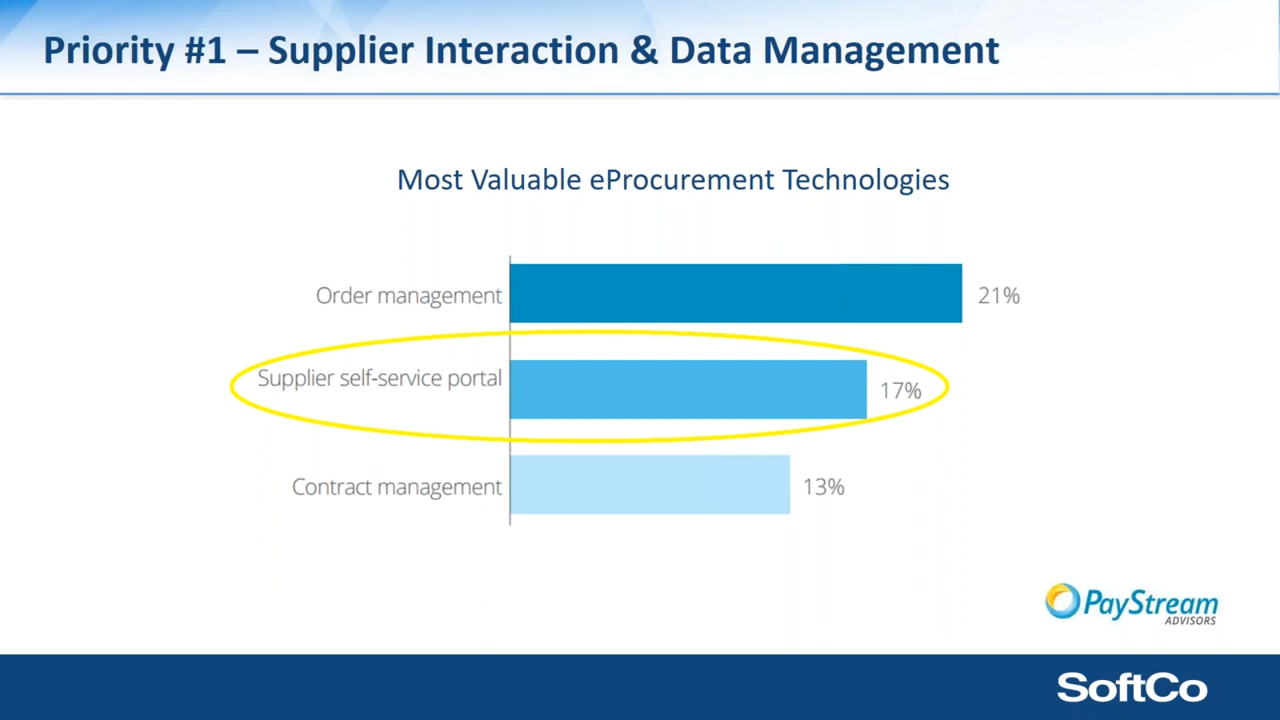 Priority #1 – Supplier Interaction & Data Management
Most Valuable eProcurement Technologies
Order management 21%
Supplier self-service portal 17%
Contract management 13%
PayStream
ADVISORS
SoftCo